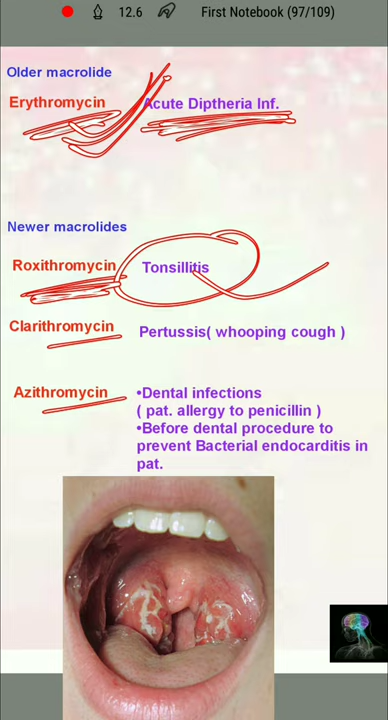 12.6
First Notebook (97/109)
Older macrolide
Erythromycin
Acute Diptheria Inf.
Newer macrolides
Roxithromycin
Tonsillitis
Clarithromycin
Pertussis( whooping cough )
Azithromycin
•Dental infections
( pat. allergy to penicillin )
•Before dental procedure to
prevent Bacterial endocarditis in
pat.